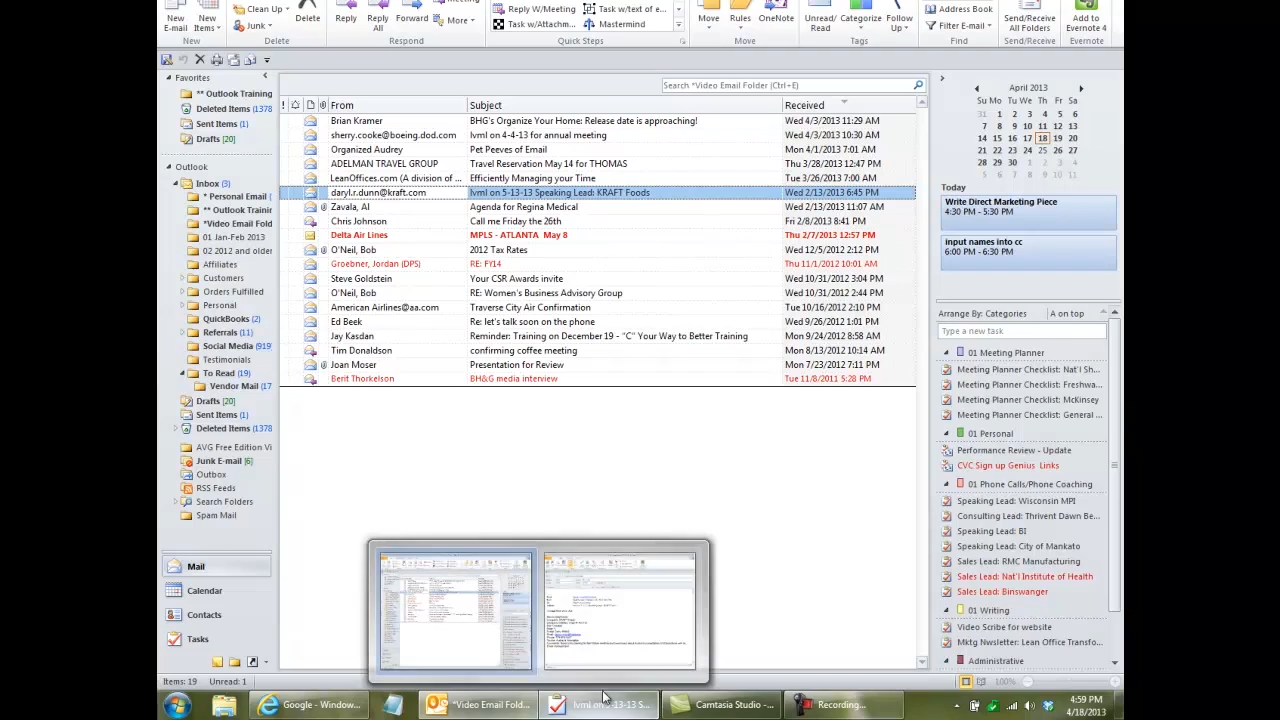 New E-mail
New Items
New
Clean Up
Junk
Delete
Delete
Reply
Reply All
Forward
Meeting
More
Respond
Reply W/Meeting
Task w/text of e...
Task w/Attachm...
Mastermind
Quick Steps
Move
Rules
OneNote
Move
Unread/ Read
Categorize
Follow Up
Tags
Address Book
Filter E-mail
Find
Send/Receive All Folders
Send/Receive
Add to Evernote 4
Evernote
Favorites
** Outlook Training
Deleted Items (1378
Sent Items (1)
Drafts [20]
Outlook
Inbox (3)
* Personal Email
** Outlook Trainin
*Video Email Fold
01 Jan-Feb 2013
02 2012 and older
Affiliates
Customers
Orders Fulfilled
Personal
QuickBooks (2)
Referrals (11)
Social Media (919
Testimonials
To Read (19)
Vendor Mail (17
Drafts [20]
Sent Items (1)
Deleted Items (1378
AVG Free Edition Vi
Junk E-mail [6]
Outbox
RSS Feeds
Search Folders
Spam Mail
Mail
Calendar
Contacts
Tasks
Search *Video Email Folder (Ctrl+E)
From Subject Received
Brian Kramer BHG's Organize Your Home: Release date is approaching! Wed 4/3/2013 11:29 AM
sherry.cooke@boeing.dod.com lvml on 4-4-13 for annual meeting Wed 4/3/2013 10:30 AM
Organized Audrey Pet Peeves of Email Mon 4/1/2013 7:01 AM
ADELMAN TRAVEL GROUP Travel Reservation May 14 for THOMAS Thu 3/28/2013 12:47 PM
LeanOffices.com (A division of ... Efficiently Managing your Time Tue 3/26/2013 7:00 AM
daryl.r.dunn@kraft.com lvml on 5-13-13 Speaking Lead: KRAFT Foods Wed 2/13/2013 6:45 PM
Zavala, Al Agenda for Regina Medical Wed 2/13/2013 11:07 AM
Chris Johnson Call me Friday the 26th Fri 2/8/2013 8:41 PM
Delta Air Lines MPLS - ATLANTA May 8 Thu 2/7/2013 12:57 PM
O'Neil, Bob 2012 Tax Rates Wed 12/5/2012 2:12 PM
Groebner, Jordan (DPS) RE: FY14 Thu 11/1/2012 10:01 AM
Steve Goldstein Your CSR Awards invite Wed 10/31/2012 3:04 PM
O'Neil, Bob RE: Women's Business Advisory Group Wed 10/31/2012 2:44 PM
American Airlines@aa.com Traverse City Air Confirmation Tue 10/16/2012 2:10 PM
Ed Beek Re: let's talk soon on the phone Wed 9/26/2012 1:01 PM
Jay Kasdan Reminder: Training on December 19 - "C" Your Way to Better Training Mon 9/24/2012 8:58 AM
Tim Donaldson confirming coffee meeting Mon 8/13/2012 10:14 AM
Joan Moser Presentation for Review Mon 7/23/2012 7:11 PM
Berit Thorkelson BH&G media interview Tue 11/8/2011 5:28 PM
April 2013
Su Mo Tu We Th Fr Sa
31 1 2 3 4 5 6
7 8 9 10 11 12 13
14 15 16 17 18 19 20
21 22 23 24 25 26 27
28 29 30 1 2 3 4
5 6 7 8 9 10 11
Today
Write Direct Marketing Piece
4:30 PM - 5:30 PM
input names into cc
6:00 PM - 6:30 PM
Arrange By: Categories A on top
Type a new task
01 Meeting Planner
Meeting Planner Checklist: Nat'l Sh...
Meeting Planner Checklist: Freshwa...
Meeting Planner Checklist: McKinsey
Meeting Planner Checklist: General ...
01 Personal
Performance Review - Update
CVC Sign up Genius Links
01 Phone Calls/Phone Coaching
Speaking Lead: Wisconsin MPI
Consulting Lead: Thrivent Dawn Be...
Speaking Lead: BI
Speaking Lead: City of Mankato
Sales Lead: RMC Manufacturing
Sales Lead: Nat'l Institute of Health
Sales Lead: Binswanger
01 Writing
Video Scribe for website
Mktg Nwsletter: Lean Office Transfo...
Administrative
Items: 19 Unread: 1
100%
Google - Window...
*Video Email Fold...
lvml on 5-13-13 S...
Camtasia Studio -...
Recording...
4:59 PM
4/18/2013